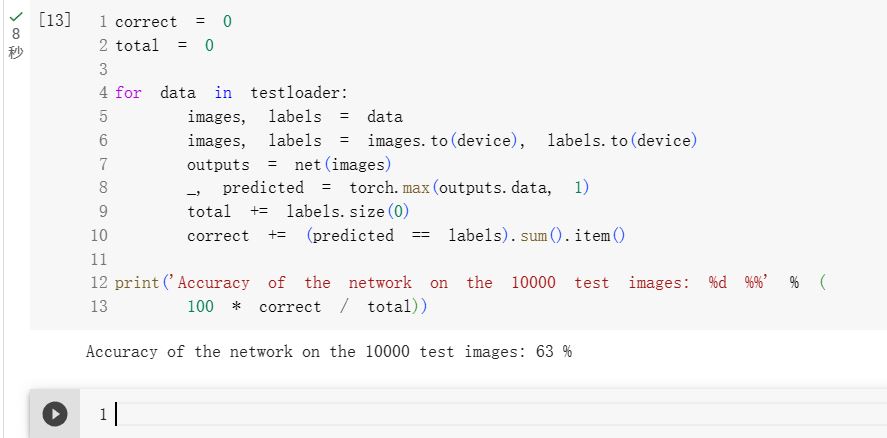 [13]
8
秒
1 correct = 0
2 total = 0
3
4 for data in testloader:
5 images, labels = data
6 images, labels = images.to(device), labels.to(device)
7 outputs = net(images)
8 _, predicted = torch.max(outputs.data, 1)
9 total += labels.size(0)
10 correct += (predicted == labels).sum().item()
11
12 print('Accuracy of the network on the 10000 test images: %d %%' % (
13 100 * correct / total))
Accuracy of the network on the 10000 test images: 63 %
1